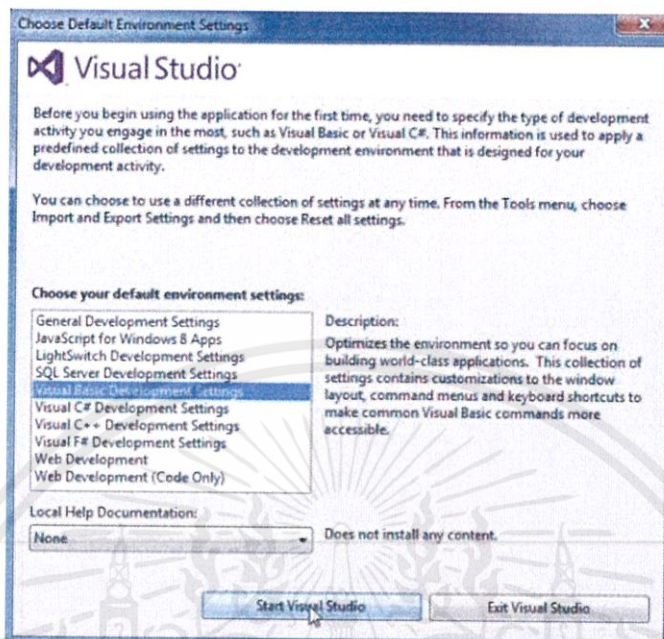 Choose Default Environment Settings
Visual Studio
Before you begin using the application for the first time, you need to specify the type of development
activity you engage in the most, such as Visual Basic or Visual C#. This information is used to apply a
predefined collection of settings to the development environment that is designed for your
development activity.
You can choose to use a different collection of settings at any time. From the Tools menu, choose
Import and Export Settings and then choose Reset all settings.
Choose your default environment settings:
General Development Settings
JavaScript for Windows 8 Apps
LightSwitch Development Settings
SQL Server Development Settings
Visual Basic Development Settings
Visual C# Development Settings
Visual C++ Development Settings
Visual F# Development Settings
Web Development
Web Development (Code Only)
Description:
Optimizes the environment so you can focus on
building world-class applications. This collection of
settings contains customizations to the window
layout, command menus and keyboard shortcuts to
make common Visual Basic commands more
accessible.
Local Help Documentation:
None
Does not install any content.
Start Visual Studio
Exit Visual Studio